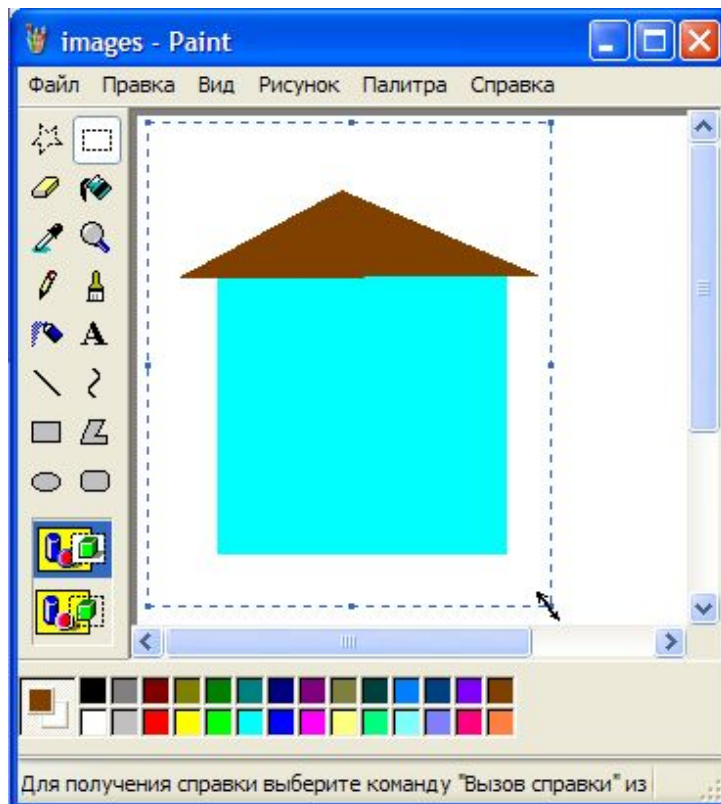 images - Paint
Файл Правка Вид Рисунок Палитра Справка
A
Для получения справки выберите команду "Вызов справки" из